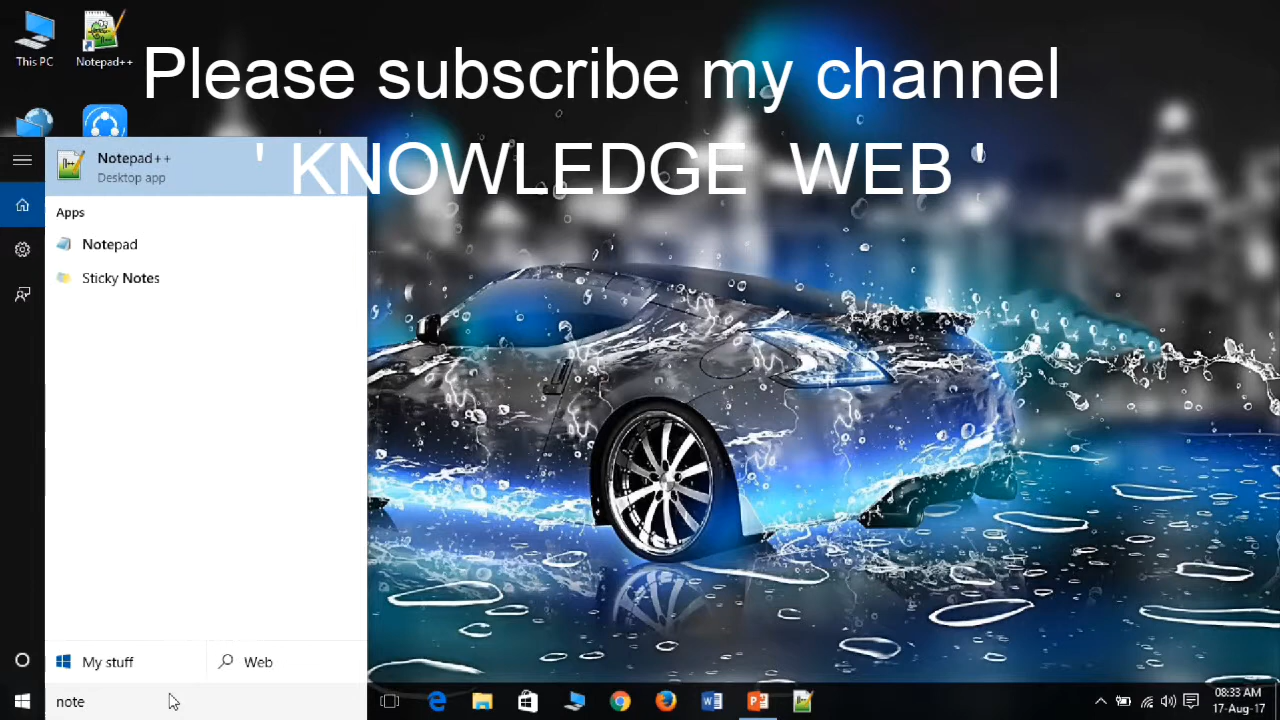 This PC
Notepad++
Please subscribe my channel
' KNOWLEDGE WEB '
Notepad++
Desktop app
Apps
Notepad
Sticky Notes
My stuff
Web
note
08:33 AM
17-Aug-17